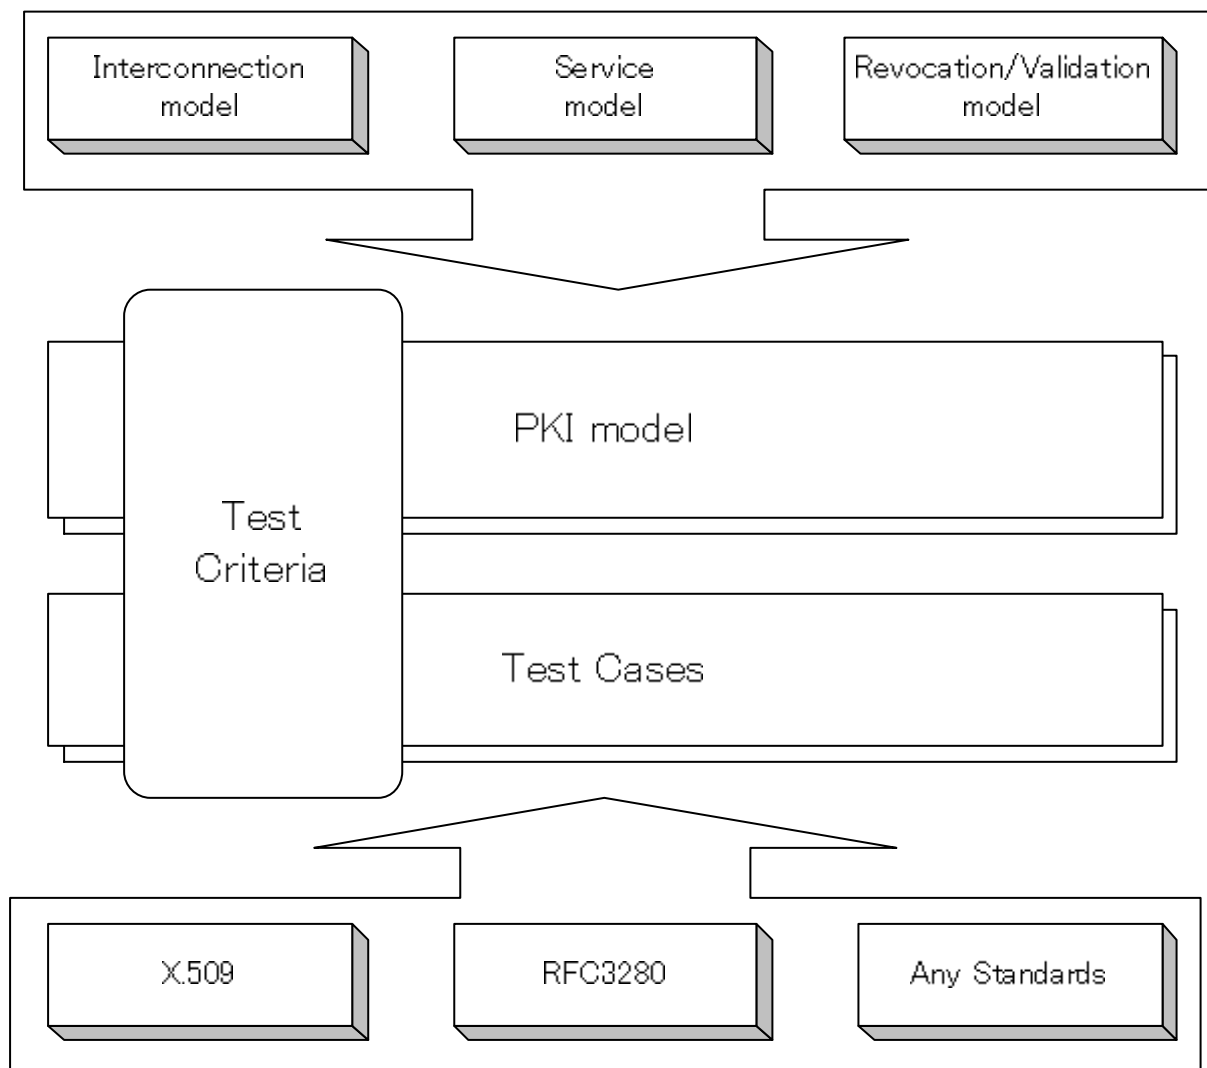 Interconnection
model
Service
model
Revocation/Validation
model
PKI model
Test
Criteria
Test Cases
X.509
RFC3280
Any Standards